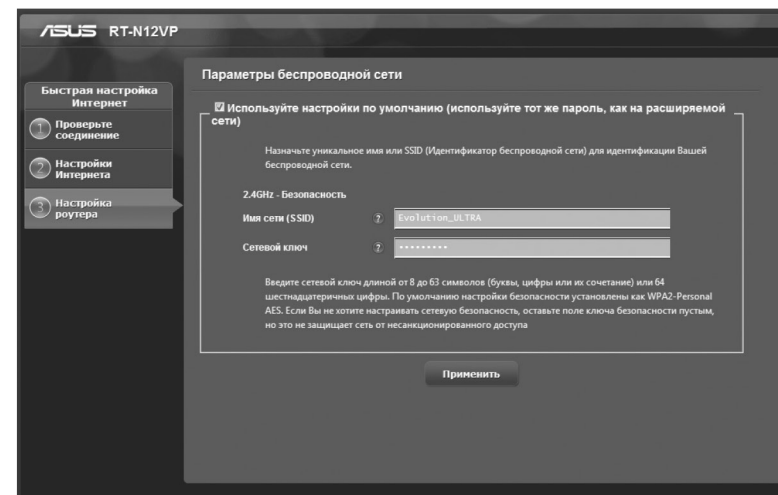 ASUS RT-N12VP
Быстрая настройка
Интернет
1 Проверьте
соединение
2 Настройки
Интернета
3 Настройка
роутера
Параметры беспроводной сети
Используйте настройки по умолчанию (используйте тот же пароль, как на расширяемой
сети)
Назначьте уникальное имя или SSID (Идентификатор беспроводной сети) для идентификации Вашей
беспроводной сети.
2.4GHz - Безопасность
Имя сети (SSID) ? Evolution_ULTRA
Сетевой ключ ? •••••••••
Введите сетевой ключ длиной от 8 до 63 символов (буквы, цифры или их сочетание) или 64
шестнадцатеричных цифры. По умолчанию настройки безопасности установлены как WPA2-Personal
AES. Если Вы не хотите настраивать сетевую безопасность, оставьте поле ключа безопасности пустым,
но это не защищает сеть от несанкционированного доступа
Применить